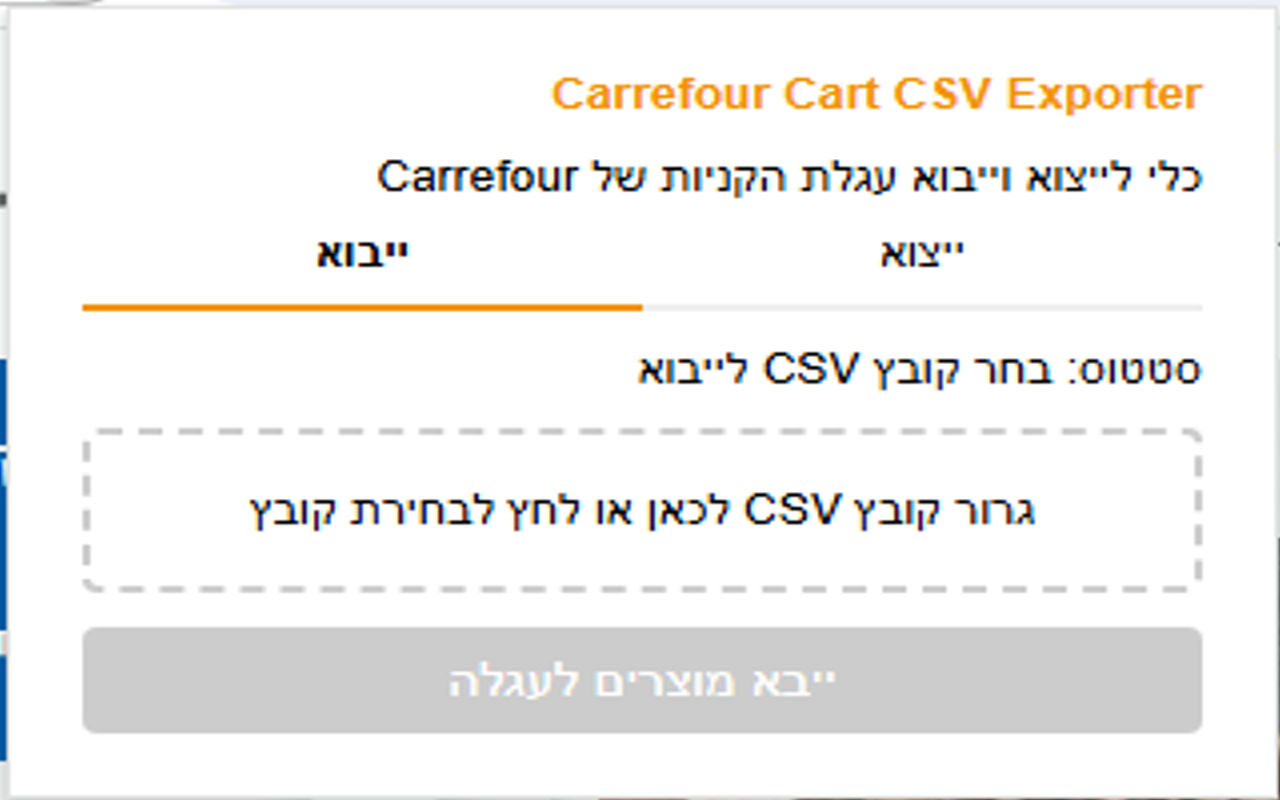 Carrefour Cart CSV Exporter
כלי לייצוא וייבוא עגלת הקניות של Carrefour
ייצוא
ייבוא
סטטוס: בחר קובץ CSV לייבוא
גרור קובץ CSV לכאן או לחץ לבחירת קובץ
ייבא מוצרים לעגלה